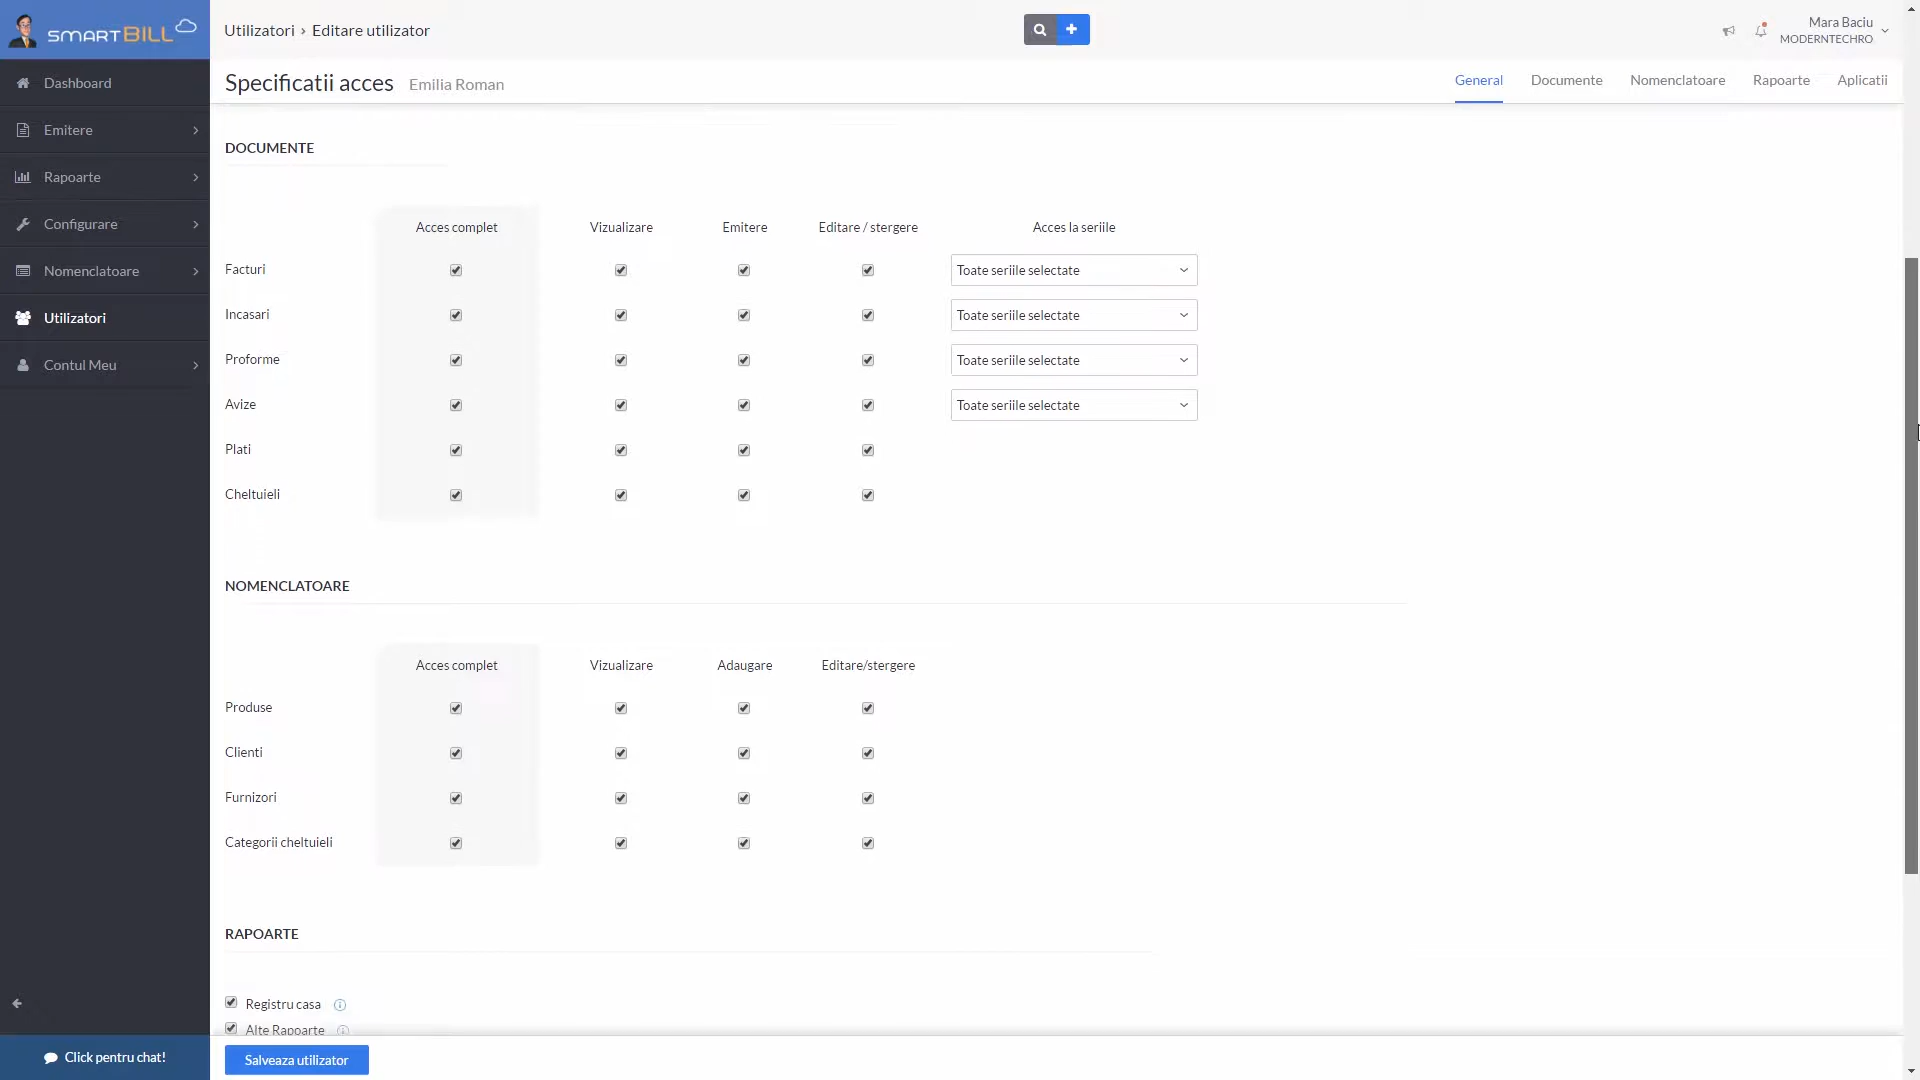 SMARTBILL
Utilizatori › Editare utilizator
Mara Baciu
MODERNTECHRO
Dashboard
Emitere
Rapoarte
Configurare
Nomenclatoare
Utilizatori
Contul Meu
Click pentru chat!
Specificatii acces Emilia Roman
General Documente Nomenclatoare Rapoarte Aplicatii
DOCUMENTE
Acces complet Vizualizare Emitere Editare / stergere Acces la seriile
Facturi Toate seriile selectate
Incasari Toate seriile selectate
Proforme Toate seriile selectate
Avize Toate seriile selectate
Plati
Cheltuieli
NOMENCLATOARE
Acces complet Vizualizare Adaugare Editare/stergere
Produse
Clienti
Furnizori
Categorii cheltuieli
RAPOARTE
Registru casa
Alte Rapoarte
Salveaza utilizator